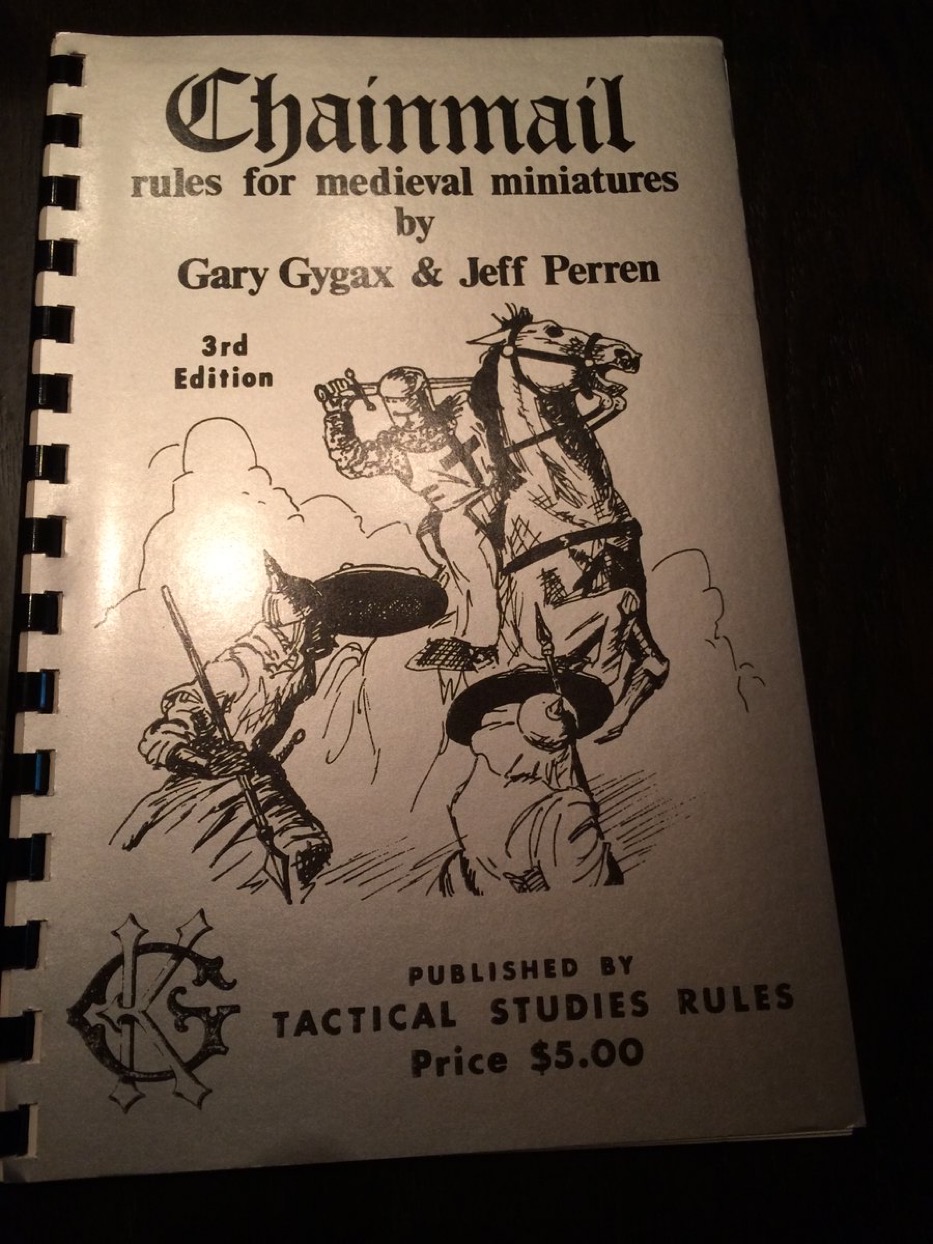 Chainmail
rules for medieval miniatures
by
Gary Gygax & Jeff Perren
3rd
Edition
GK
PUBLISHED BY
TACTICAL STUDIES RULES
Price $5.00